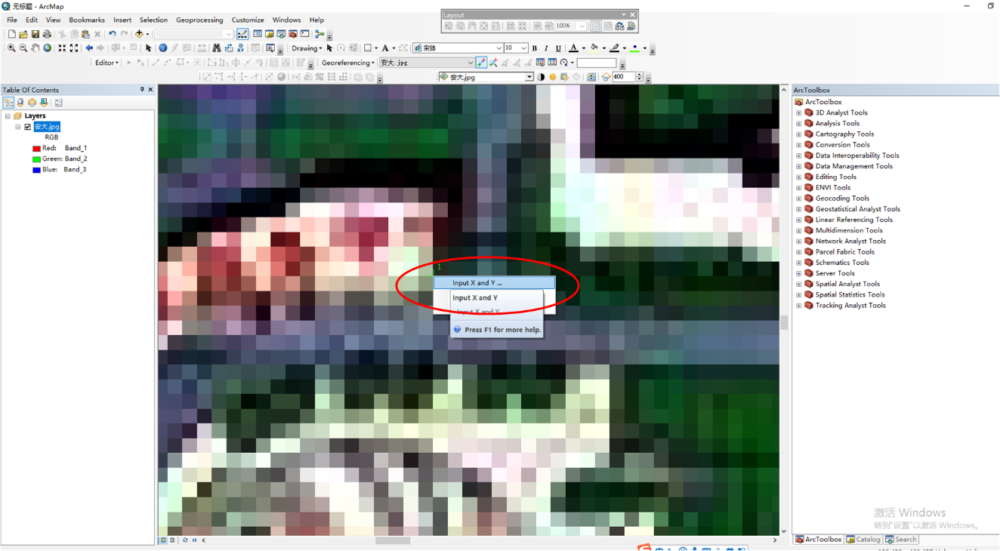 无标题 - ArcMap
File Edit View Bookmarks Insert Selection Geoprocessing Customize Windows Help
Layout
100%
Drawing
宋体
10
B I U A
Editor
Georeferencing
安大.jpg
安大.jpg
400
Table Of Contents
Layers
安大.jpg
RGB
Red: Band_1
Green: Band_2
Blue: Band_3
1
Input X and Y ...
Input X and Y
Input X and Y
Press F1 for more help.
ArcToolbox
ArcToolbox
3D Analyst Tools
Analysis Tools
Cartography Tools
Conversion Tools
Data Interoperability Tools
Data Management Tools
Editing Tools
ENVI Tools
Geocoding Tools
Geostatistical Analyst Tools
Linear Referencing Tools
Multidimension Tools
Network Analyst Tools
Parcel Fabric Tools
Schematics Tools
Server Tools
Spatial Analyst Tools
Spatial Statistics Tools
Tracking Analyst Tools
激活 Windows
转到"设置"以激活 Windows。
ArcToolbox Catalog Search